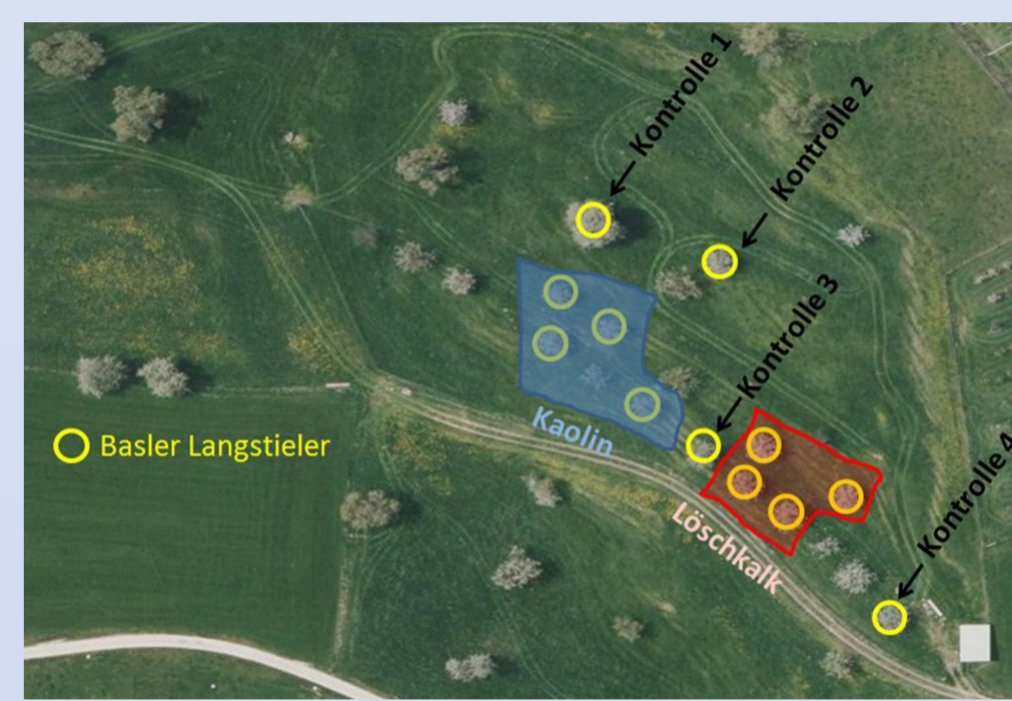 Kontrolle 1
Kontrolle 2
Kontrolle 3
Kaolin
Basler Langstieler
Löschkalk
Kontrolle 4